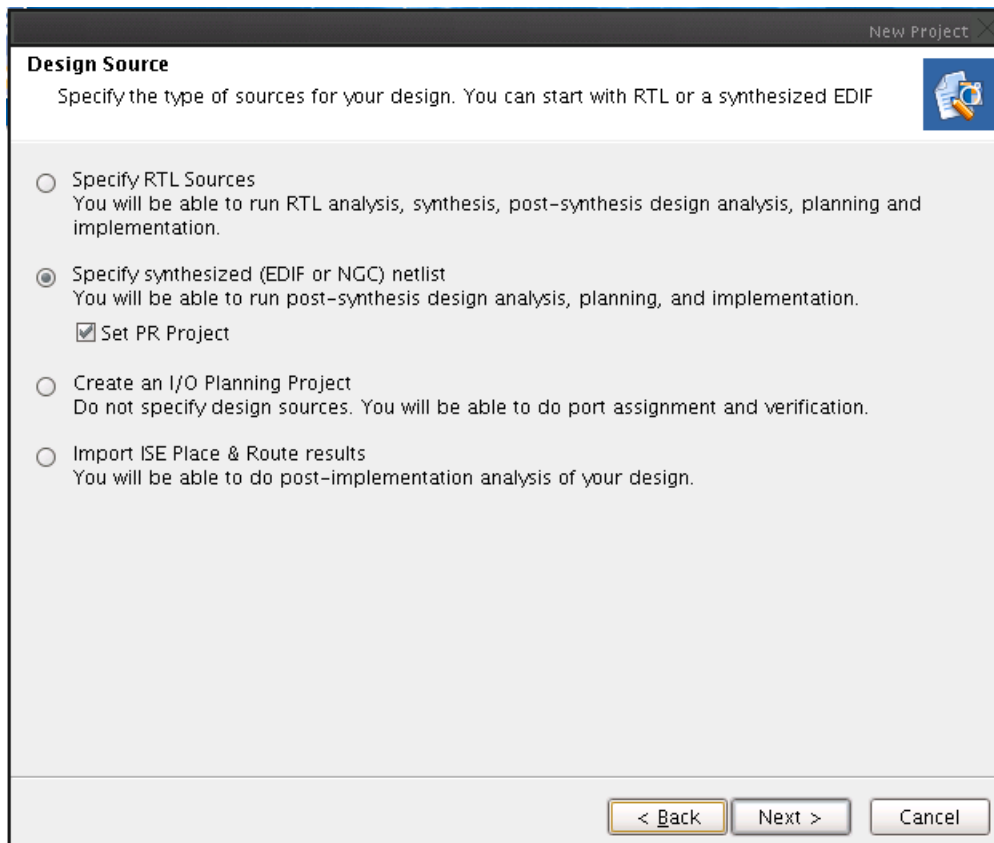 New Project
Design Source
Specify the type of sources for your design. You can start with RTL or a synthesized EDIF
Specify RTL Sources
You will be able to run RTL analysis, synthesis, post-synthesis design analysis, planning and
implementation.
Specify synthesized (EDIF or NGC) netlist
You will be able to run post-synthesis design analysis, planning, and implementation.
Set PR Project
Create an I/O Planning Project
Do not specify design sources. You will be able to do port assignment and verification.
Import ISE Place & Route results
You will be able to do post-implementation analysis of your design.
< Back Next > Cancel